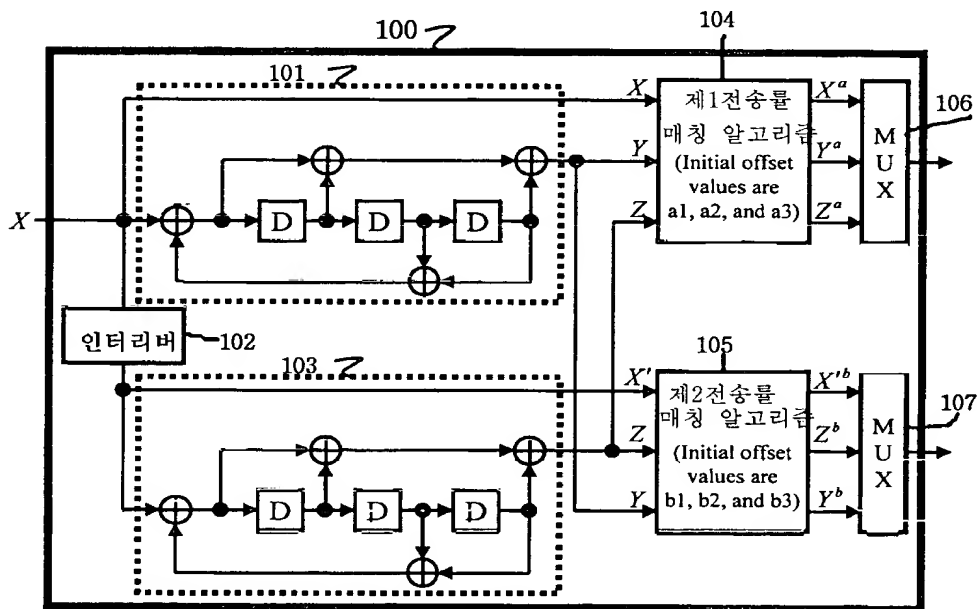 100
101
104
X
제1전송률
매칭 알고리즘
(Initial offset
values are
a1, a2, and a3)
X^a
106
M
U
X
Y
Y^a
Z
Z^a
X
D
D
D
인터리버
102
103
105
X'
제2전송률
매칭 알고리즘
(Initial offset
values are
b1, b2, and b3)
X'^b
107
M
U
X
Z
Z^b
Y
Y^b
D
D
D